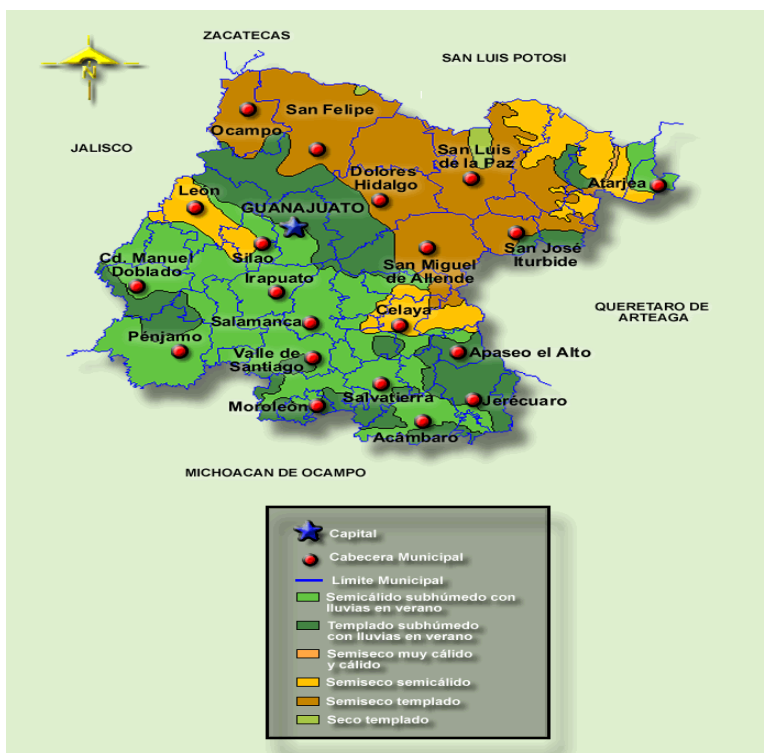 ZACATECAS
SAN LUIS POTOSI
N
San Felipe
Ocampo
JALISCO
San Luis
de la Paz
Dolores
Hidalgo
Atarjea
León
GUANAJUATO
San José
Iturbide
Silao
Cd. Manuel
Doblado
San Miguel
de Allende
Irapuato
QUERETARO DE
ARTEAGA
Celaya
Salamanca
Pénjamo
Valle de
Santiago
Apaseo el Alto
Salvatierra
Jerécuaro
Moroleón
Acámbaro
MICHOACAN DE OCAMPO
Capital
Cabecera Municipal
Límite Municipal
Semicálido subhúmedo con
lluvias en verano
Templado subhúmedo
con lluvias en verano
Semiseco muy cálido
y cálido
Semiseco semicálido
Semiseco templado
Seco templado